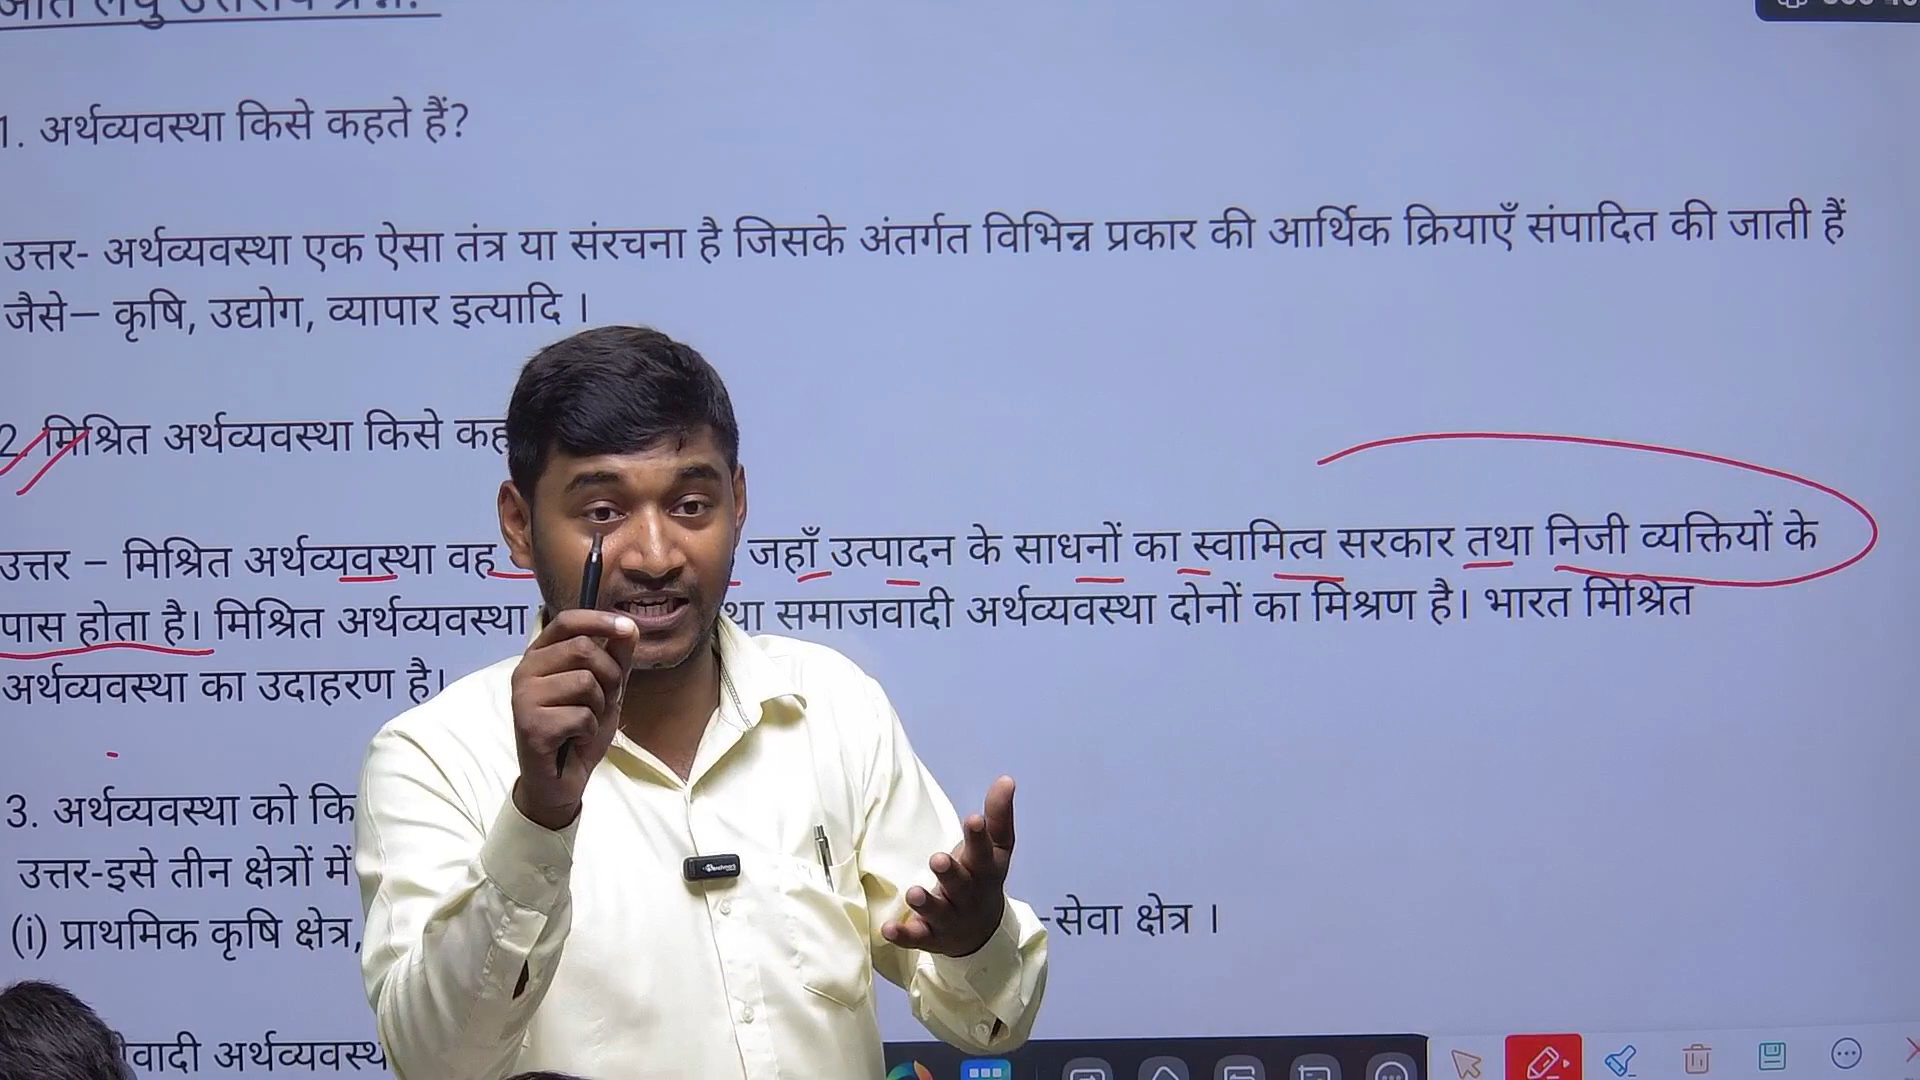 प्रश्न:
1. अर्थव्यवस्था किसे कहते हैं?
उत्तर- अर्थव्यवस्था एक ऐसा तंत्र या संरचना है जिसके अंतर्गत विभिन्न प्रकार की आर्थिक क्रियाएँ संपादित की जाती हैं
जैसे– कृषि, उद्योग, व्यापार इत्यादि ।
2. मिश्रित अर्थव्यवस्था किसे कह
उत्तर – मिश्रित अर्थव्यवस्था वह जहाँ उत्पादन के साधनों का स्वामित्व सरकार तथा निजी व्यक्तियों के
पास होता है। मिश्रित अर्थव्यवस्था था समाजवादी अर्थव्यवस्था दोनों का मिश्रण है। भारत मिश्रित
अर्थव्यवस्था का उदाहरण है।
3. अर्थव्यवस्था को कि
उत्तर-इसे तीन क्षेत्रों में
(i) प्राथमिक कृषि क्षेत्र, -सेवा क्षेत्र ।
वादी अर्थव्यवस्थ